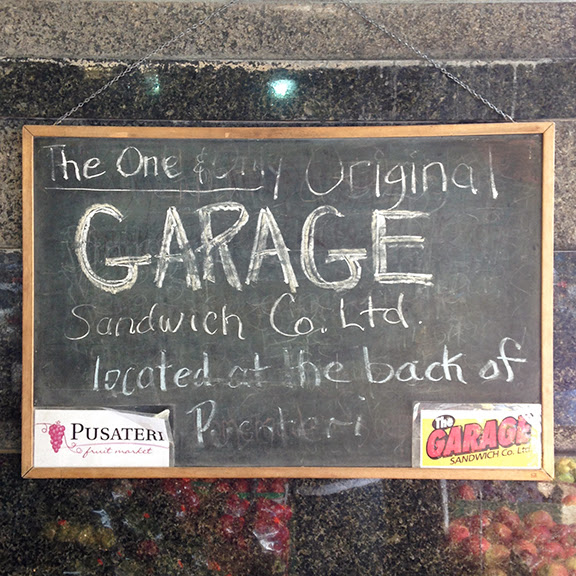 The One & Only Original
GARAGE
Sandwich Co. Ltd.
located at the back of
PUSATERI
fruit market
The
GARAGE
SANDWICH Co. Ltd.